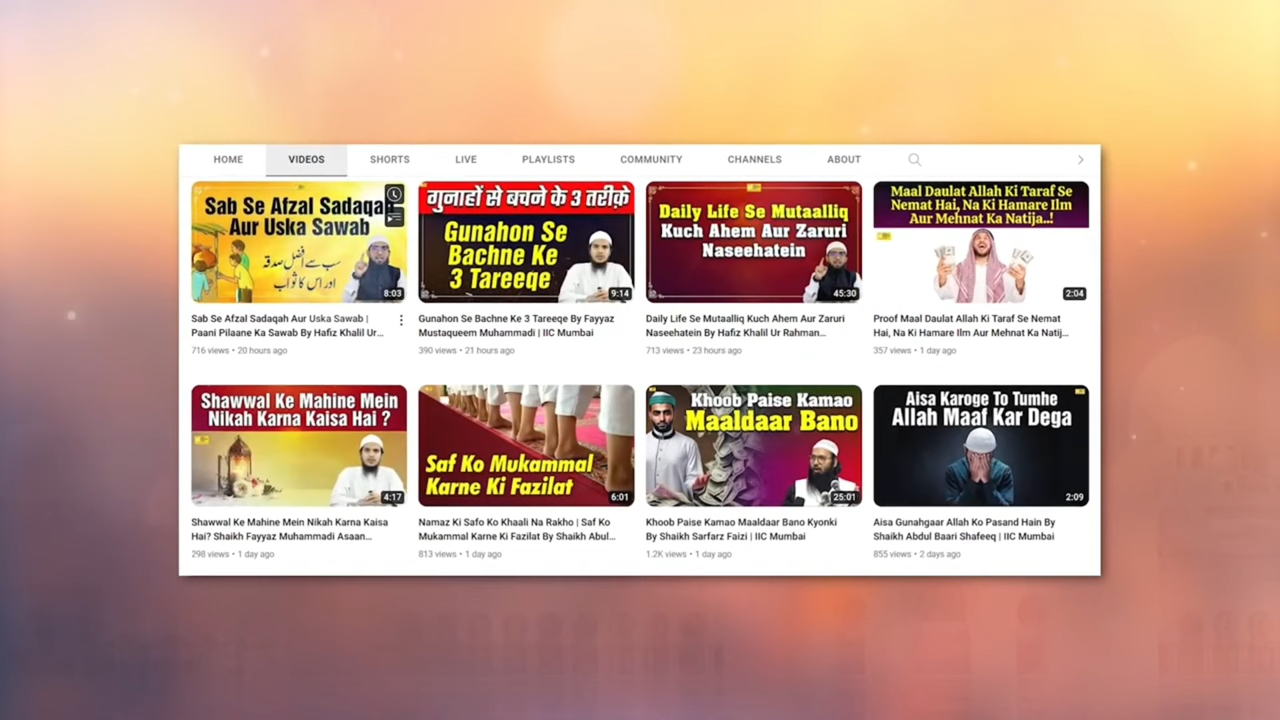 HOME VIDEOS SHORTS LIVE PLAYLISTS COMMUNITY CHANNELS ABOUT
Sab Se Afzal Sadaqah
Aur Uska Sawab
سب سے افضل صدقہ
اور اس کا ثواب
8:03
Sab Se Afzal Sadaqah Aur Uska Sawab |
Paani Pilaane Ka Sawab By Hafiz Khalil Ur...
716 views • 20 hours ago
गुनाहों से बचने के 3 तरीक़े
Gunahon Se
Bachne Ke
3 Tareeqe
9:14
Gunahon Se Bachne Ke 3 Tareeqe By Fayyaz
Mustaqueem Muhammadi | IIC Mumbai
390 views • 21 hours ago
Daily Life Se Mutaalliq
Kuch Ahem Aur Zaruri
Naseehatein
45:30
Daily Life Se Mutaalliq Kuch Ahem Aur Zaruri
Naseehatein By Hafiz Khalil Ur Rahman...
713 views • 23 hours ago
Maal Daulat Allah Ki Taraf Se
Nemat Hai, Na Ki Hamare Ilm
Aur Mehnat Ka Natija..!
2:04
Proof Maal Daulat Allah Ki Taraf Se Nemat
Hai, Na Ki Hamare Ilm Aur Mehnat Ka Natij...
357 views • 1 day ago
Shawwal Ke Mahine Mein
Nikah Karna Kaisa Hai ?
4:17
Shawwal Ke Mahine Mein Nikah Karna Kaisa
Hai? Shaikh Fayyaz Muhammadi Asaan...
298 views • 1 day ago
Saf Ko Mukammal
Karne Ki Fazilat
6:01
Namaz Ki Safo Ko Khaali Na Rakho | Saf Ko
Mukammal Karne Ki Fazilat By Shaikh Abul...
813 views • 1 day ago
Khoob Paise Kamao
Maaldaar Bano
25:01
Khoob Paise Kamao Maaldaar Bano Kyonki
By Shaikh Sarfarz Faizi | IIC Mumbai
1.2K views • 1 day ago
Aisa Karoge To Tumhe
Allah Maaf Kar Dega
2:09
Aisa Gunahgaar Allah Ko Pasand Hain By
Shaikh Abdul Baari Shafeeq | IIC Mumbai
855 views • 2 days ago